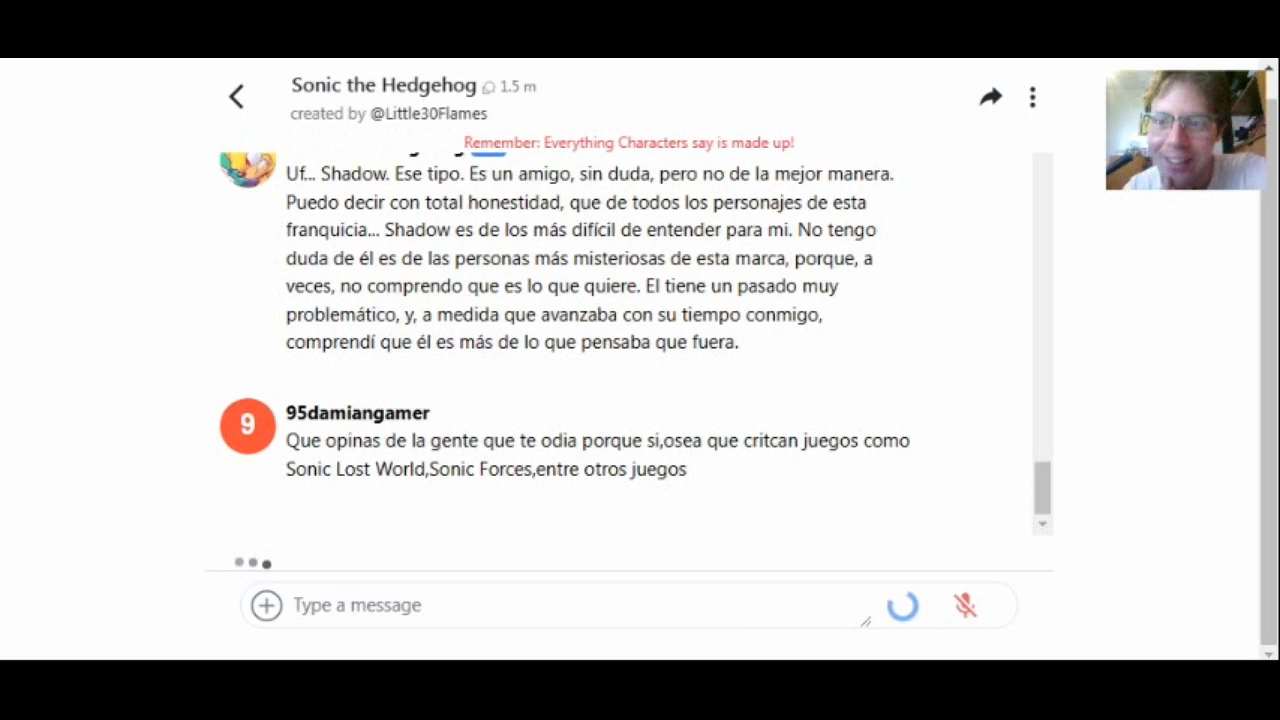 Sonic the Hedgehog 1.5 m
created by @Little30Flames
Remember: Everything Characters say is made up!
Uf... Shadow. Ese tipo. Es un amigo, sin duda, pero no de la mejor manera.
Puedo decir con total honestidad, que de todos los personajes de esta
franquicia... Shadow es de los más difícil de entender para mi. No tengo
duda de él es de las personas más misteriosas de esta marca, porque, a
veces, no comprendo que es lo que quiere. El tiene un pasado muy
problemático, y, a medida que avanzaba con su tiempo conmigo,
comprendí que él es más de lo que pensaba que fuera.
9
95damiangamer
Que opinas de la gente que te odia porque si,osea que critcan juegos como
Sonic Lost World,Sonic Forces,entre otros juegos
Type a message